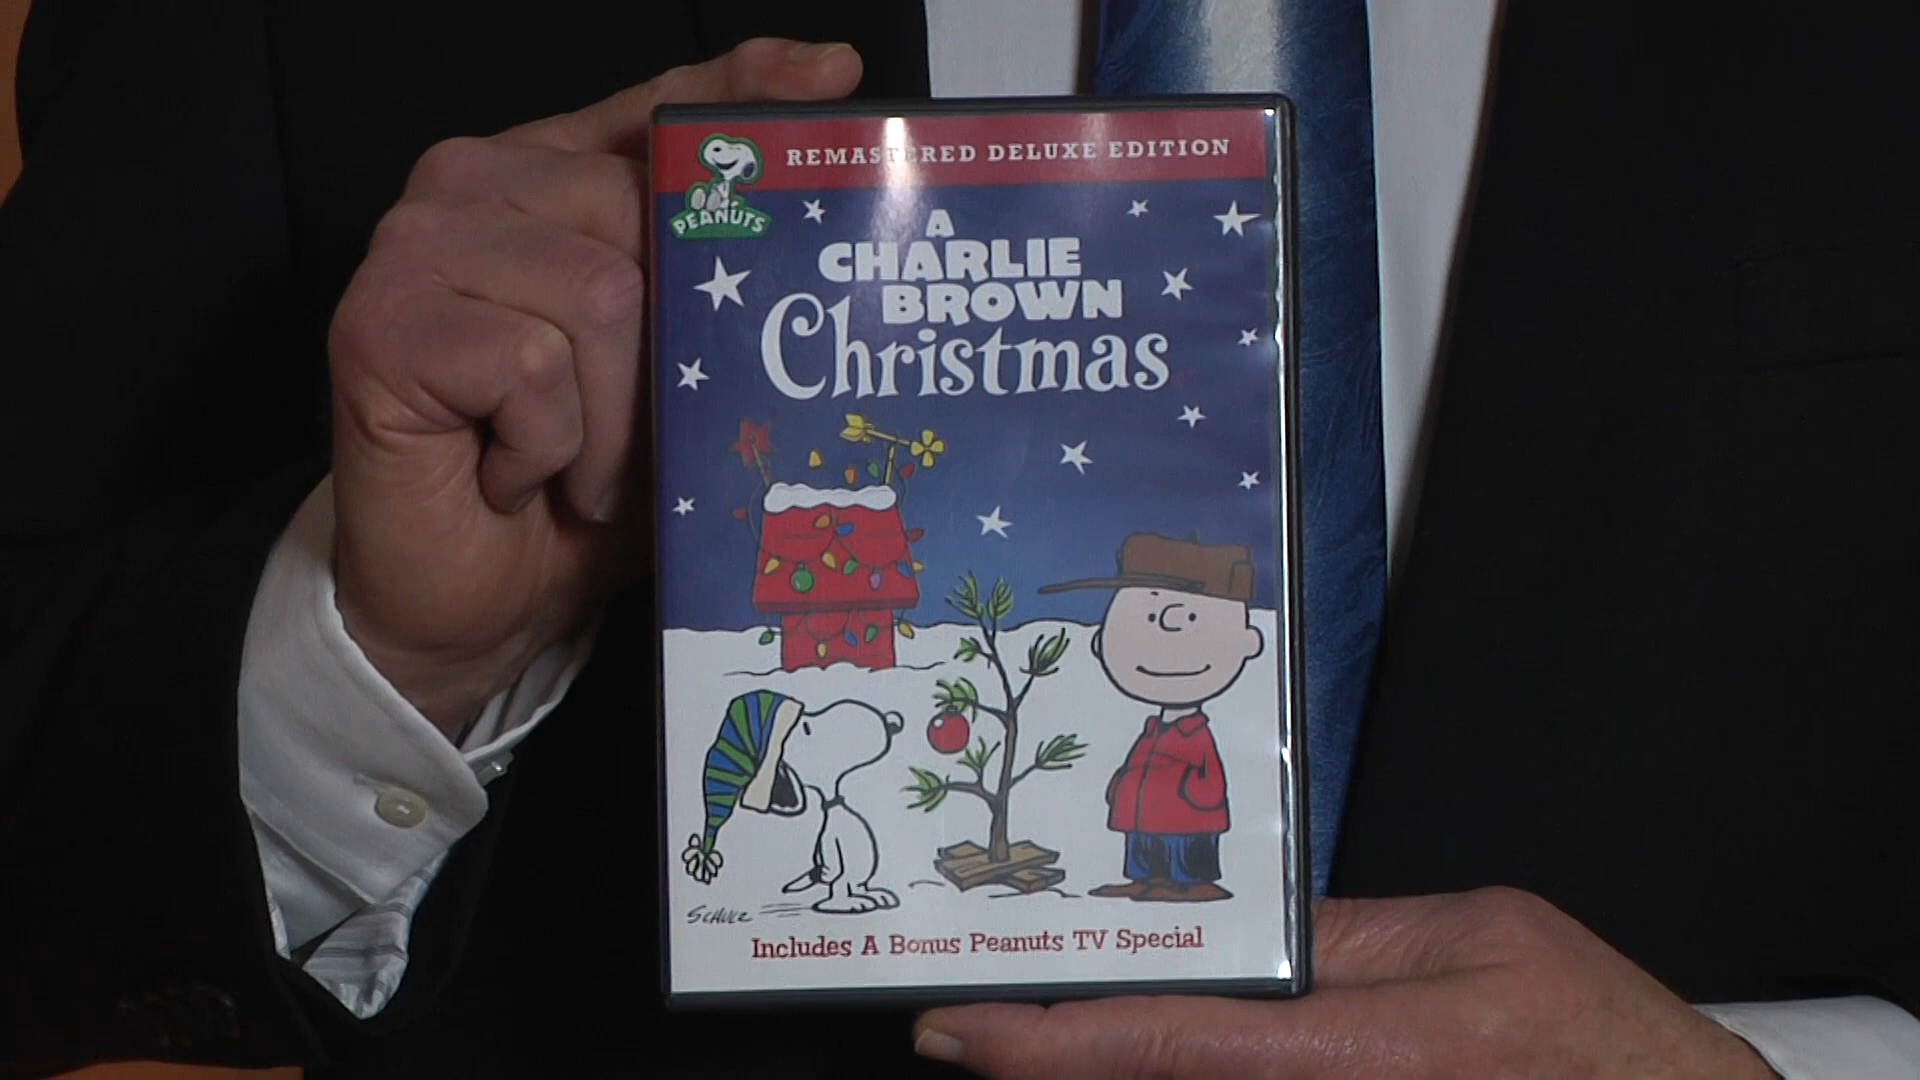 REMASTERED DELUXE EDITION
PEANUTS
A
CHARLIE
BROWN
Christmas
SCHULZ
Includes A Bonus Peanuts TV Special